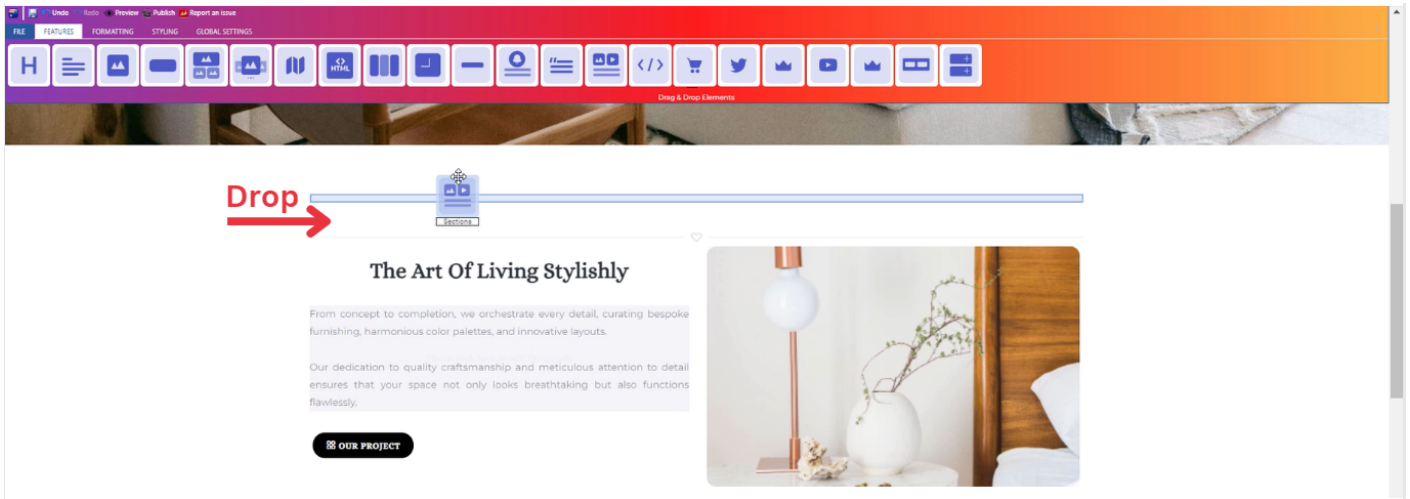 Undo Redo Preview Publish Report an issue
FILE FEATURES FORMATTING STYLING GLOBAL SETTINGS
H
HTML
Drag & Drop Elements
Drop
Sections
The Art Of Living Stylishly
From concept to completion, we orchestrate every detail, curating bespoke
furnishing, harmonious color palettes, and innovative layouts.
Our dedication to quality craftsmanship and meticulous attention to detail
ensures that your space not only looks breathtaking but also functions
flawlessly.
OUR PROJECT